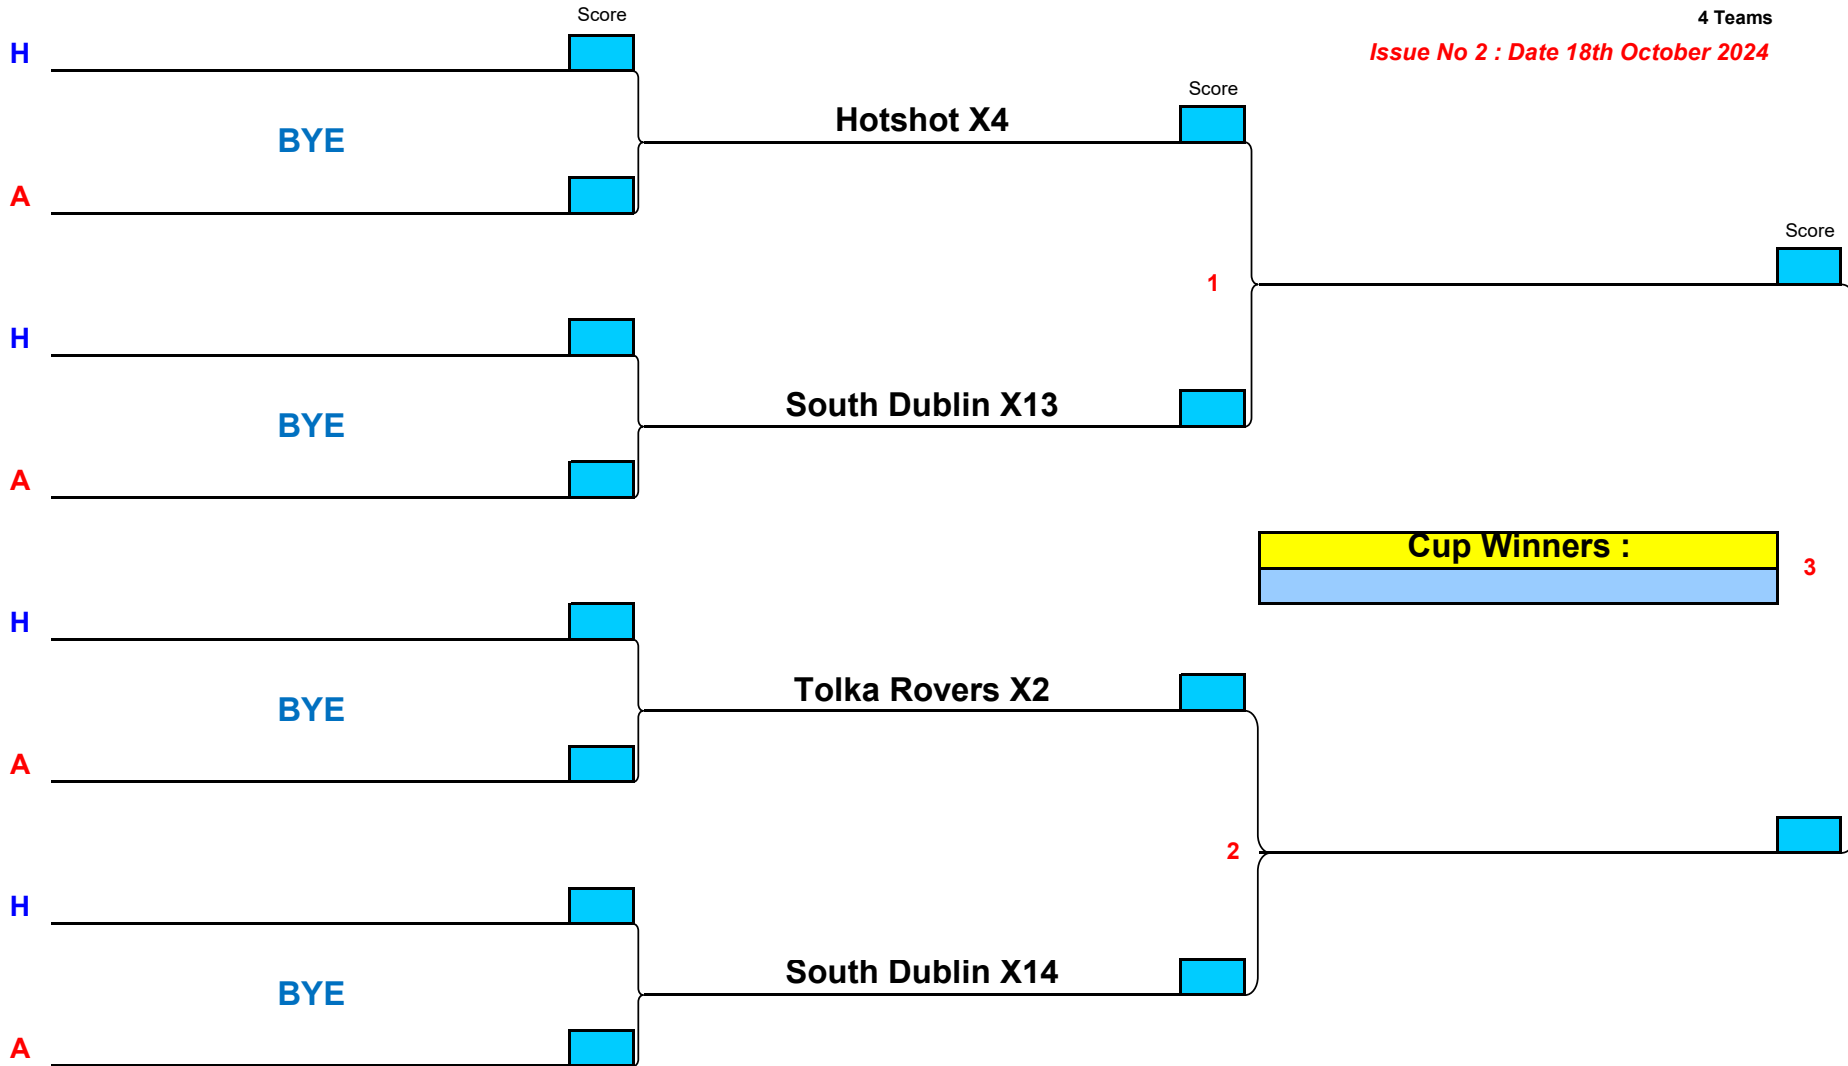 Score
4 Teams
H
Issue No 2 : Date 18th October 2024
Score
Hotshot X4
BYE
A
Score
1
H
South Dublin X13
BYE
A
Cup Winners :
3
H
Tolka Rovers X2
BYE
A
2
H
South Dublin X14
BYE
A